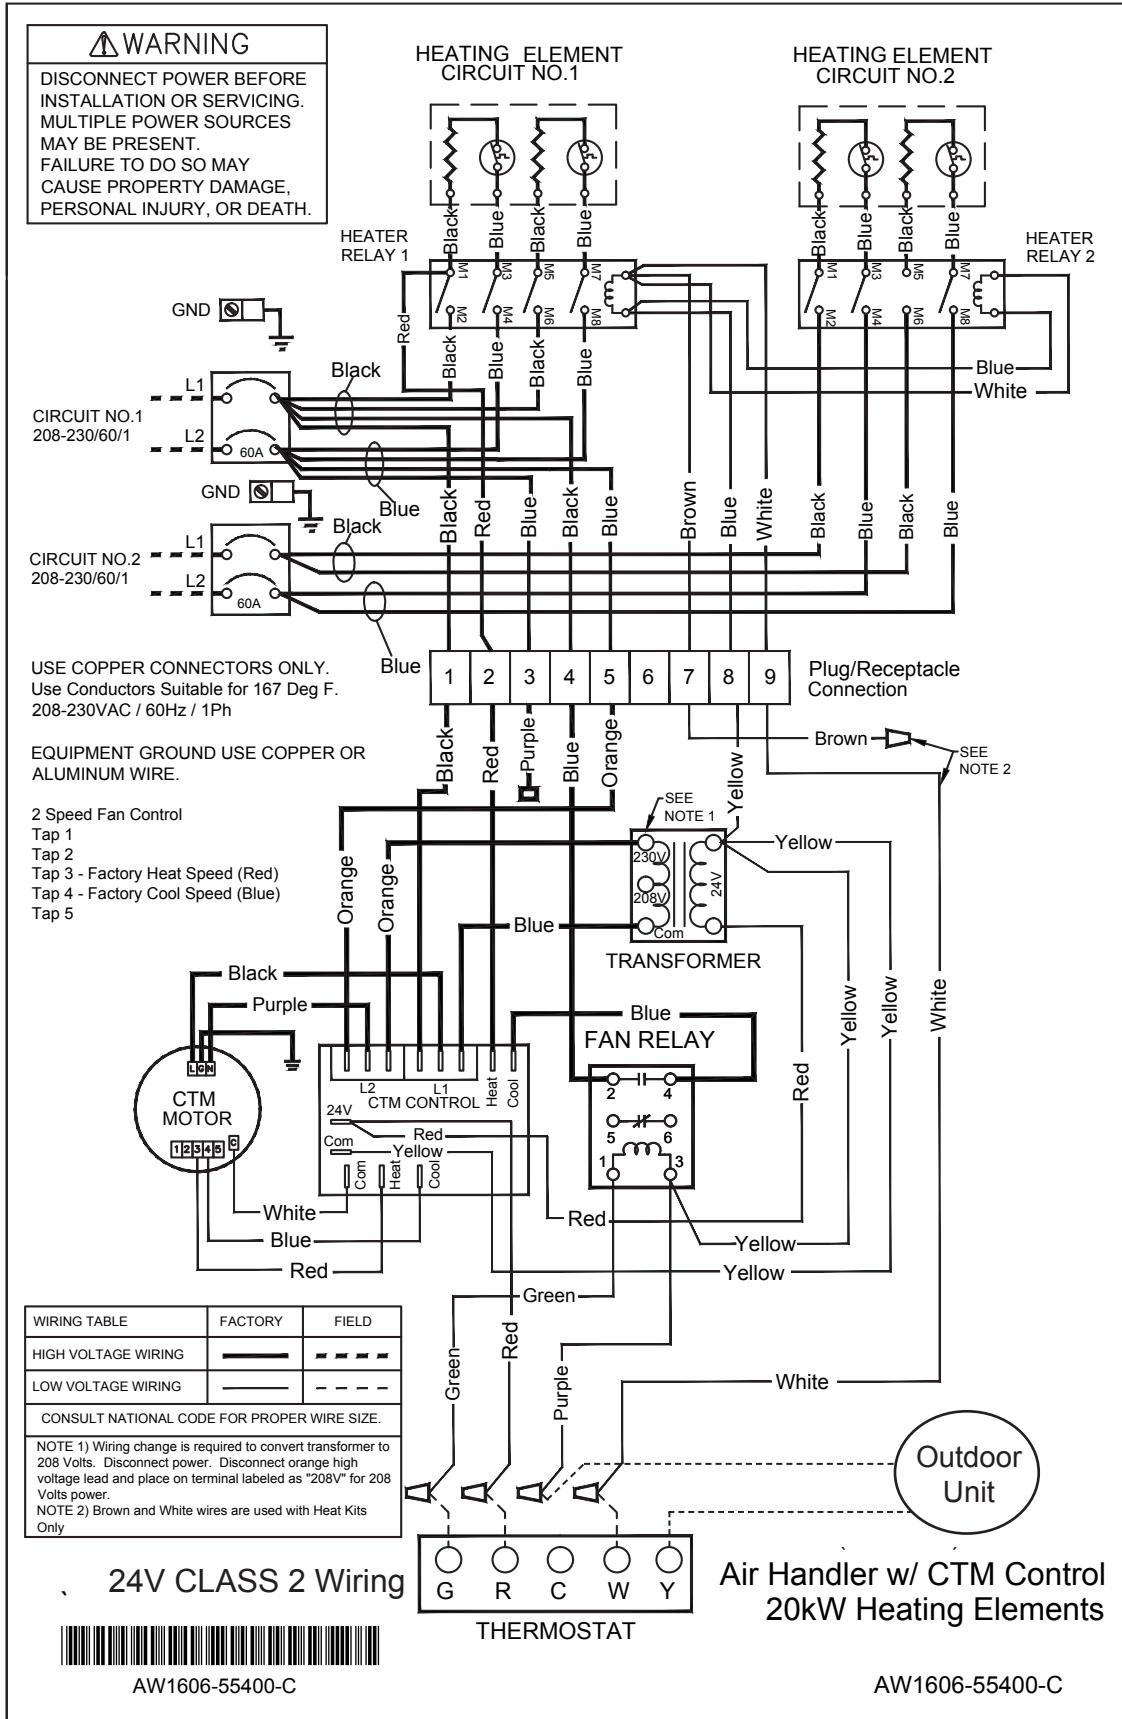 WARNING
DISCONNECT POWER BEFORE
INSTALLATION OR SERVICING.
MULTIPLE POWER SOURCES
MAY BE PRESENT.
FAILURE TO DO SO MAY
CAUSE PROPERTY DAMAGE,
PERSONAL INJURY, OR DEATH.
HEATING ELEMENT
CIRCUIT NO.1
HEATING ELEMENT
CIRCUIT NO.2
Black
Blue
Black
Blue
Black
Blue
Black
Blue
HEATER
RELAY 1
M1
M3
M5
M7
M2
M4
M6
M8
HEATER
RELAY 2
M1
M3
M5
M7
M2
M4
M6
M8
Red
Black
Blue
Black
Blue
Blue
White
GND
L1
L2
60A
CIRCUIT NO.1
208-230/60/1
Black
Blue
GND
L1
L2
60A
CIRCUIT NO.2
208-230/60/1
Black
Blue
Black
Red
Blue
Black
Blue
Brown
Blue
White
Black
Blue
Black
Blue
1 2 3 4 5 6 7 8 9
Plug/Receptacle
Connection
USE COPPER CONNECTORS ONLY.
Use Conductors Suitable for 167 Deg F.
208-230VAC / 60Hz / 1Ph
EQUIPMENT GROUND USE COPPER OR
ALUMINUM WIRE.
2 Speed Fan Control
Tap 1
Tap 2
Tap 3 - Factory Heat Speed (Red)
Tap 4 - Factory Cool Speed (Blue)
Tap 5
Black
Red
Purple
Blue
Orange
Yellow
Brown
SEE
NOTE 2
SEE
NOTE 1
230V
208V
Com
24V
TRANSFORMER
Yellow
Orange
Orange
Blue
Black
Purple
Blue
FAN RELAY
2 4
5 6
1 3
Yellow
Yellow
White
Red
L G N
CTM
MOTOR
1 2 3 4 5
C
L2
L1
Heat
Cool
CTM CONTROL
24V
Com
Red
Yellow
Com
Heat
Cool
White
Blue
Red
Red
Yellow
Yellow
Green
Green
Red
Purple
White
WIRING TABLE FACTORY FIELD
HIGH VOLTAGE WIRING
LOW VOLTAGE WIRING
CONSULT NATIONAL CODE FOR PROPER WIRE SIZE.
NOTE 1) Wiring change is required to convert transformer to
208 Volts. Disconnect power. Disconnect orange high
voltage lead and place on terminal labeled as "208V" for 208
Volts power.
NOTE 2) Brown and White wires are used with Heat Kits
Only
Outdoor
Unit
24V CLASS 2 Wiring
G R C W Y
THERMOSTAT
Air Handler w/ CTM Control
20kW Heating Elements
AW1606-55400-C
AW1606-55400-C